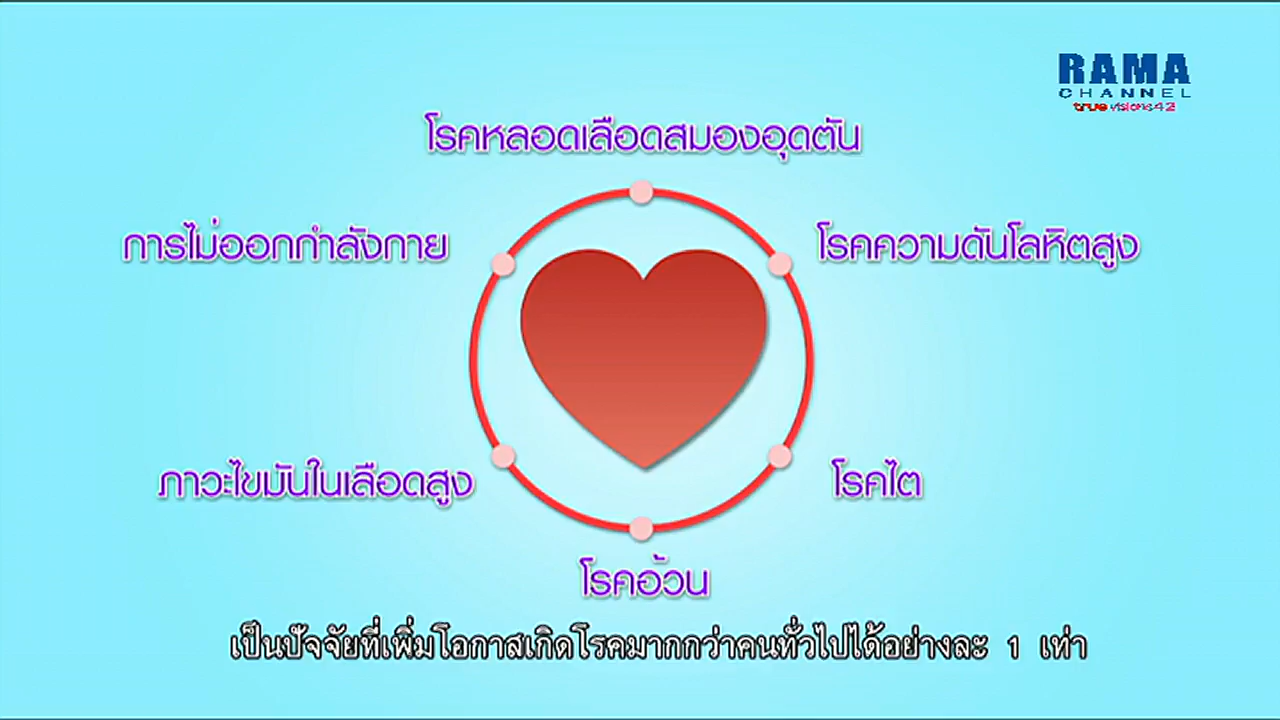 RAMA
CHANNEL
true visions 42
โรคหลอดเลือดสมองอุดตัน
การไม่ออกกำลังกาย
โรคความดันโลหิตสูง
ภาวะไขมันในเลือดสูง
โรคไต
โรคอ้วน
เป็นปัจจัยที่เพิ่มโอกาสเกิดโรคมากกว่าคนทั่วไปได้อย่างละ 1 เท่า